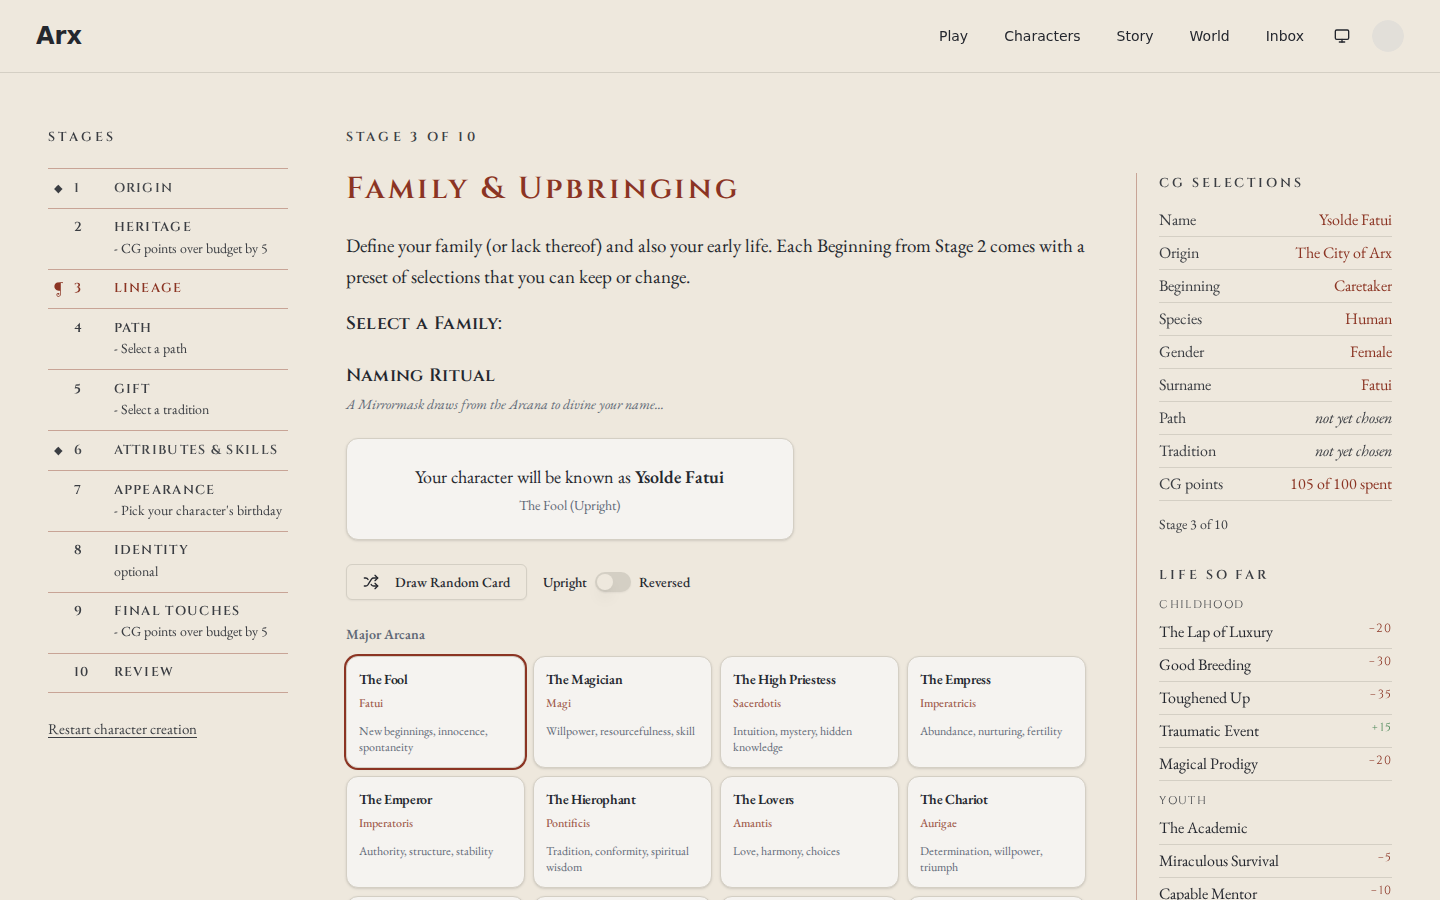 Arx
Play
Characters
Story
World
Inbox
STAGES
1 ORIGIN
2 HERITAGE
- CG points over budget by 5
3 LINEAGE
4 PATH
- Select a path
5 GIFT
- Select a tradition
6 ATTRIBUTES & SKILLS
7 APPEARANCE
- Pick your character's birthday
8 IDENTITY
optional
9 FINAL TOUCHES
- CG points over budget by 5
10 REVIEW
Restart character creation
STAGE 3 OF 10
Family & Upbringing
Define your family (or lack thereof) and also your early life. Each Beginning from Stage 2 comes with a
preset of selections that you can keep or change.
Select a Family:
Naming Ritual
A Mirrormask draws from the Arcana to divine your name...
Your character will be known as Ysolde Fatui
The Fool (Upright)
Draw Random Card
Upright
Reversed
Major Arcana
The Fool
Fatui
New beginnings, innocence,
spontaneity
The Magician
Magi
Willpower, resourcefulness, skill
The High Priestess
Sacerdotis
Intuition, mystery, hidden
knowledge
The Empress
Imperatricis
Abundance, nurturing, fertility
The Emperor
Imperatoris
Authority, structure, stability
The Hierophant
Pontificis
Tradition, conformity, spiritual
wisdom
The Lovers
Amantis
Love, harmony, choices
The Chariot
Aurigae
Determination, willpower,
triumph
CG SELECTIONS
Name Ysolde Fatui
Origin The City of Arx
Beginning Caretaker
Species Human
Gender Female
Surname Fatui
Path not yet chosen
Tradition not yet chosen
CG points 105 of 100 spent
Stage 3 of 10
LIFE SO FAR
CHILDHOOD
The Lap of Luxury −20
Good Breeding −30
Toughened Up −35
Traumatic Event +15
Magical Prodigy −20
YOUTH
The Academic
Miraculous Survival −5
Capable Mentor −10